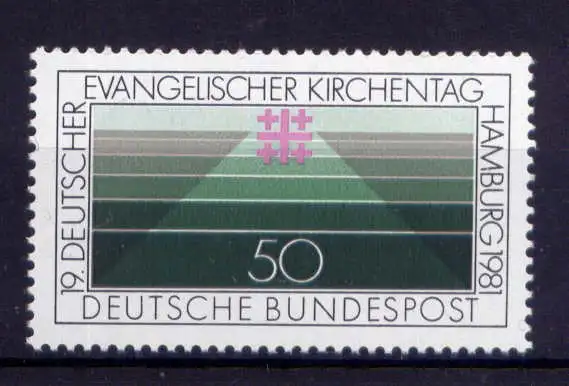 19. DEUTSCHER
EVANGELISCHER KIRCHENTAG
HAMBURG 1981
50
DEUTSCHE BUNDESPOST